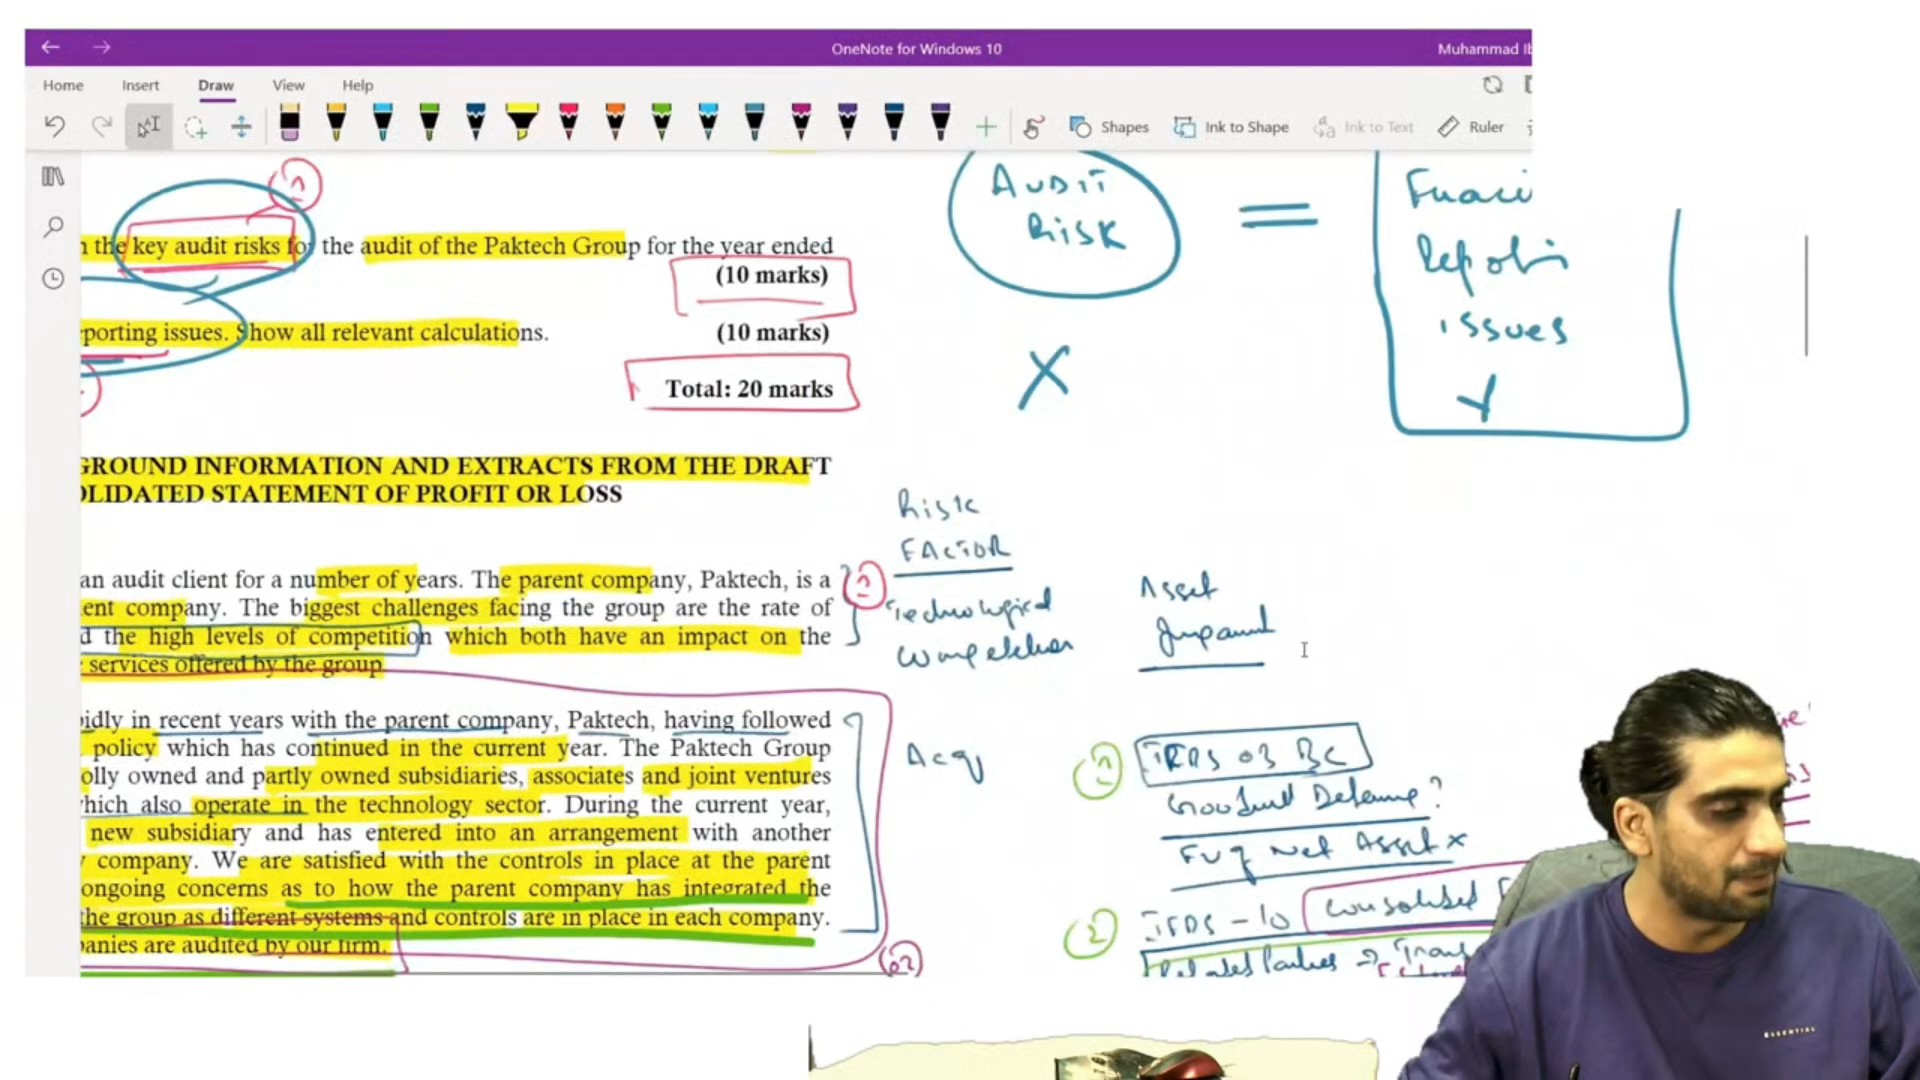 OneNote for Windows 10
Muhammad Ib
Home Insert Draw View Help
Shapes Ink to Shape Ink to Text Ruler
AUDIT
RISK
=
Reporti
issues
X
the key audit risks for the audit of the Paktech Group for the year ended
(10 marks)
porting issues. Show all relevant calculations. (10 marks)
Total: 20 marks
GROUND INFORMATION AND EXTRACTS FROM THE DRAFT
OLIDATED STATEMENT OF PROFIT OR LOSS
Risk
FACTOR
Technological
Competition
Asset
an audit client for a number of years. The parent company, Paktech, is a
ent company. The biggest challenges facing the group are the rate of
d the high levels of competition which both have an impact on the
services offered by the group
idly in recent years with the parent company, Paktech, having followed
policy which has continued in the current year. The Paktech Group
olly owned and partly owned subsidiaries, associates and joint ventures
hich also operate in the technology sector. During the current year,
new subsidiary and has entered into an arrangement with another
company. We are satisfied with the controls in place at the parent
ongoing concerns as to how the parent company has integrated the
the group as different systems and controls are in place in each company.
panies are audited by our firm.
(02)
Acq
IFRS 03 BC
FV of Net Asset x
(2) IFRS - 10
Related Parties → Trans
ESSENTIAL